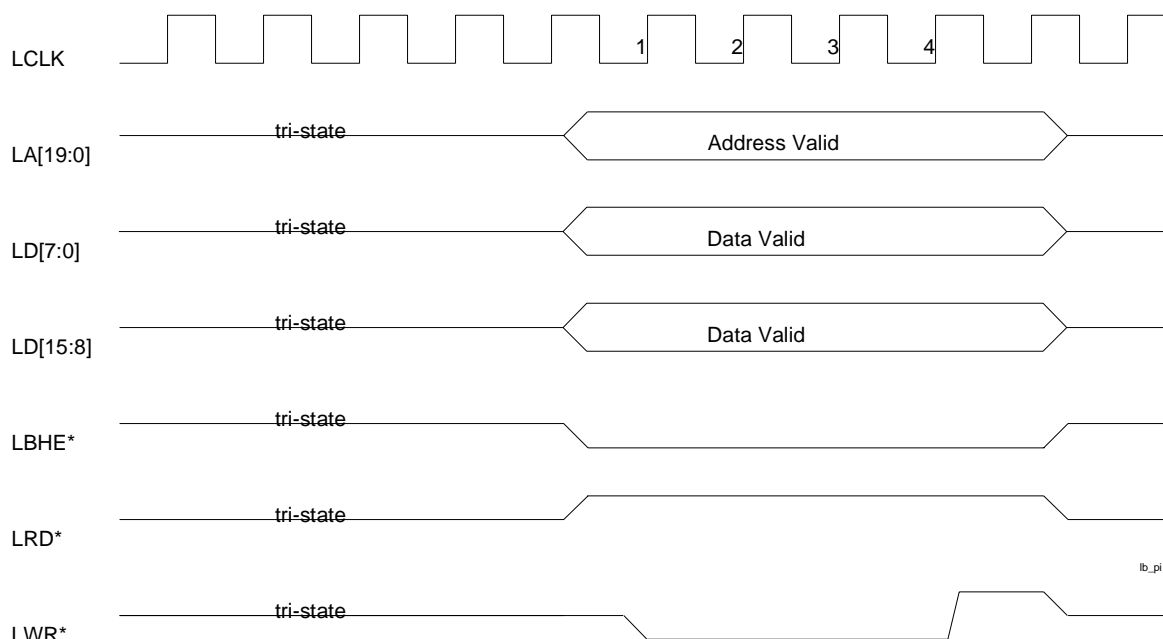 1 2 3 4
LCLK
tri-state
Address Valid
LA[19:0]
tri-state
Data Valid
LD[7:0]
tri-state
Data Valid
LD[15:8]
tri-state
LBHE*
tri-state
LRD*
lb_pi
tri-state
LWR*